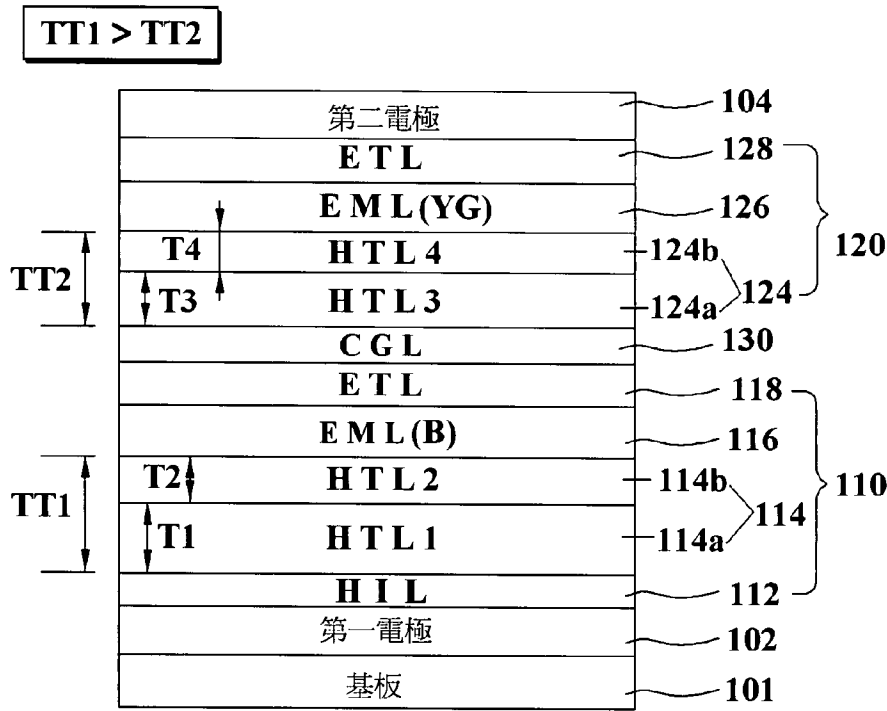 TT1 > TT2
第二電極
104
ETL
128
EML(YG)
126
120
TT2
T4
HTL4
124b
124
T3
HTL3
124a
CGL
130
ETL
118
EML(B)
116
110
TT1
T2
HTL2
114b
114
T1
HTL1
114a
HIL
112
第一電極
102
基板
101